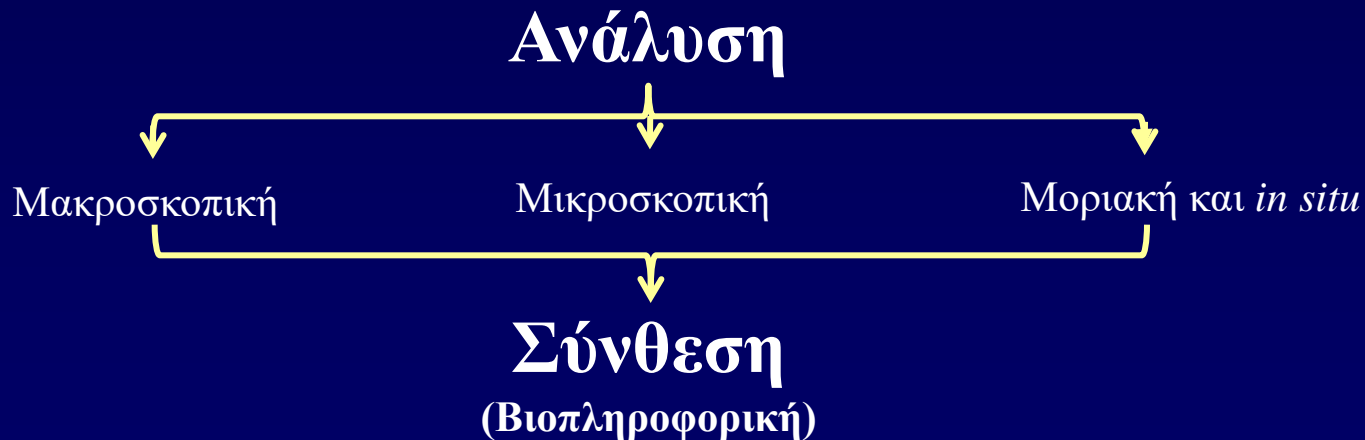 Ανάλυση
Μακροσκοπική
Μικροσκοπική
Μοριακή και in situ
Σύνθεση
(Βιοπληροφορική)